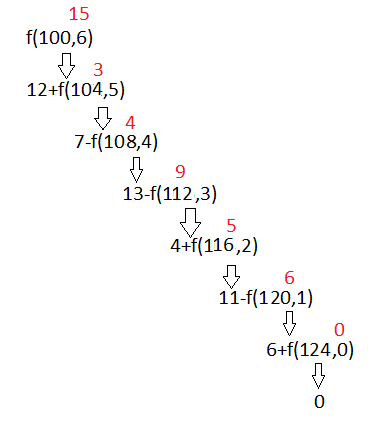 15
f(100,6)
3
12+f(104,5)
4
7-f(108,4)
9
13-f(112,3)
5
4+f(116,2)
6
11-f(120,1)
0
6+f(124,0)
0